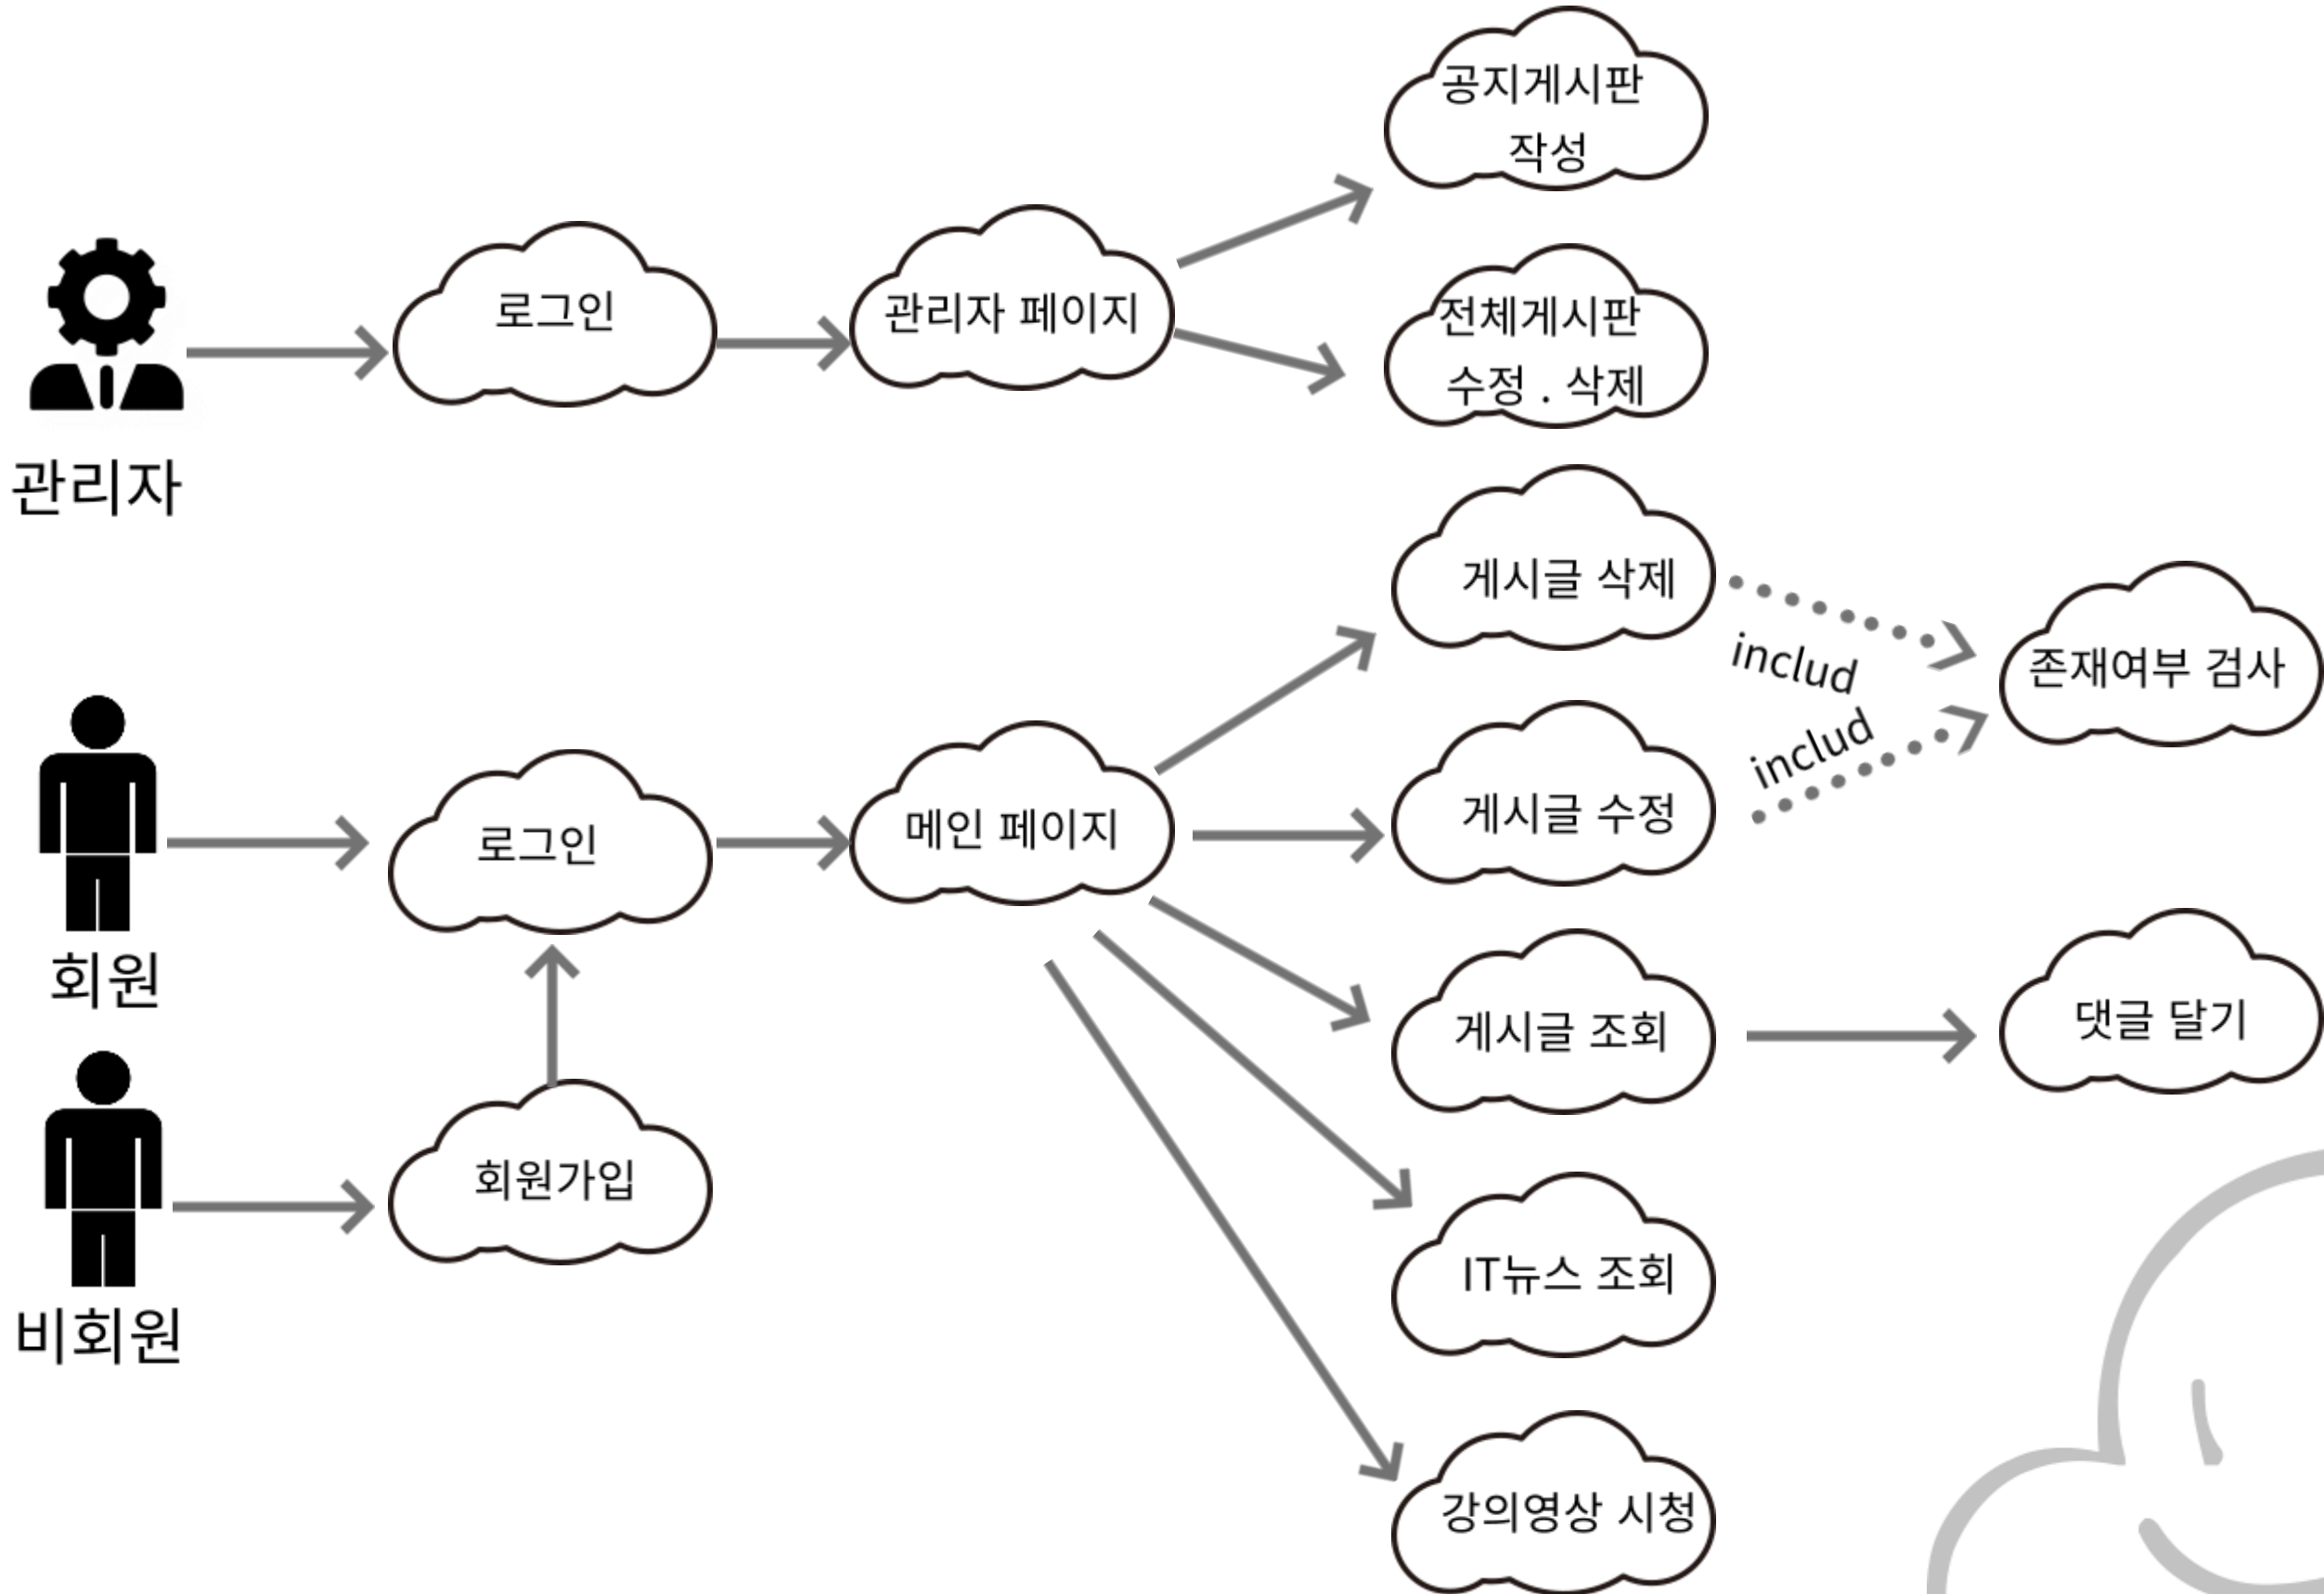 공지게시판
작성
로그인
관리자 페이지
전체게시판
수정 . 삭제
관리자
게시글 삭제
includ
존재여부 검사
includ
로그인
메인 페이지
게시글 수정
회원
게시글 조회
댓글 달기
회원가입
IT뉴스 조회
비회원
강의영상 시청